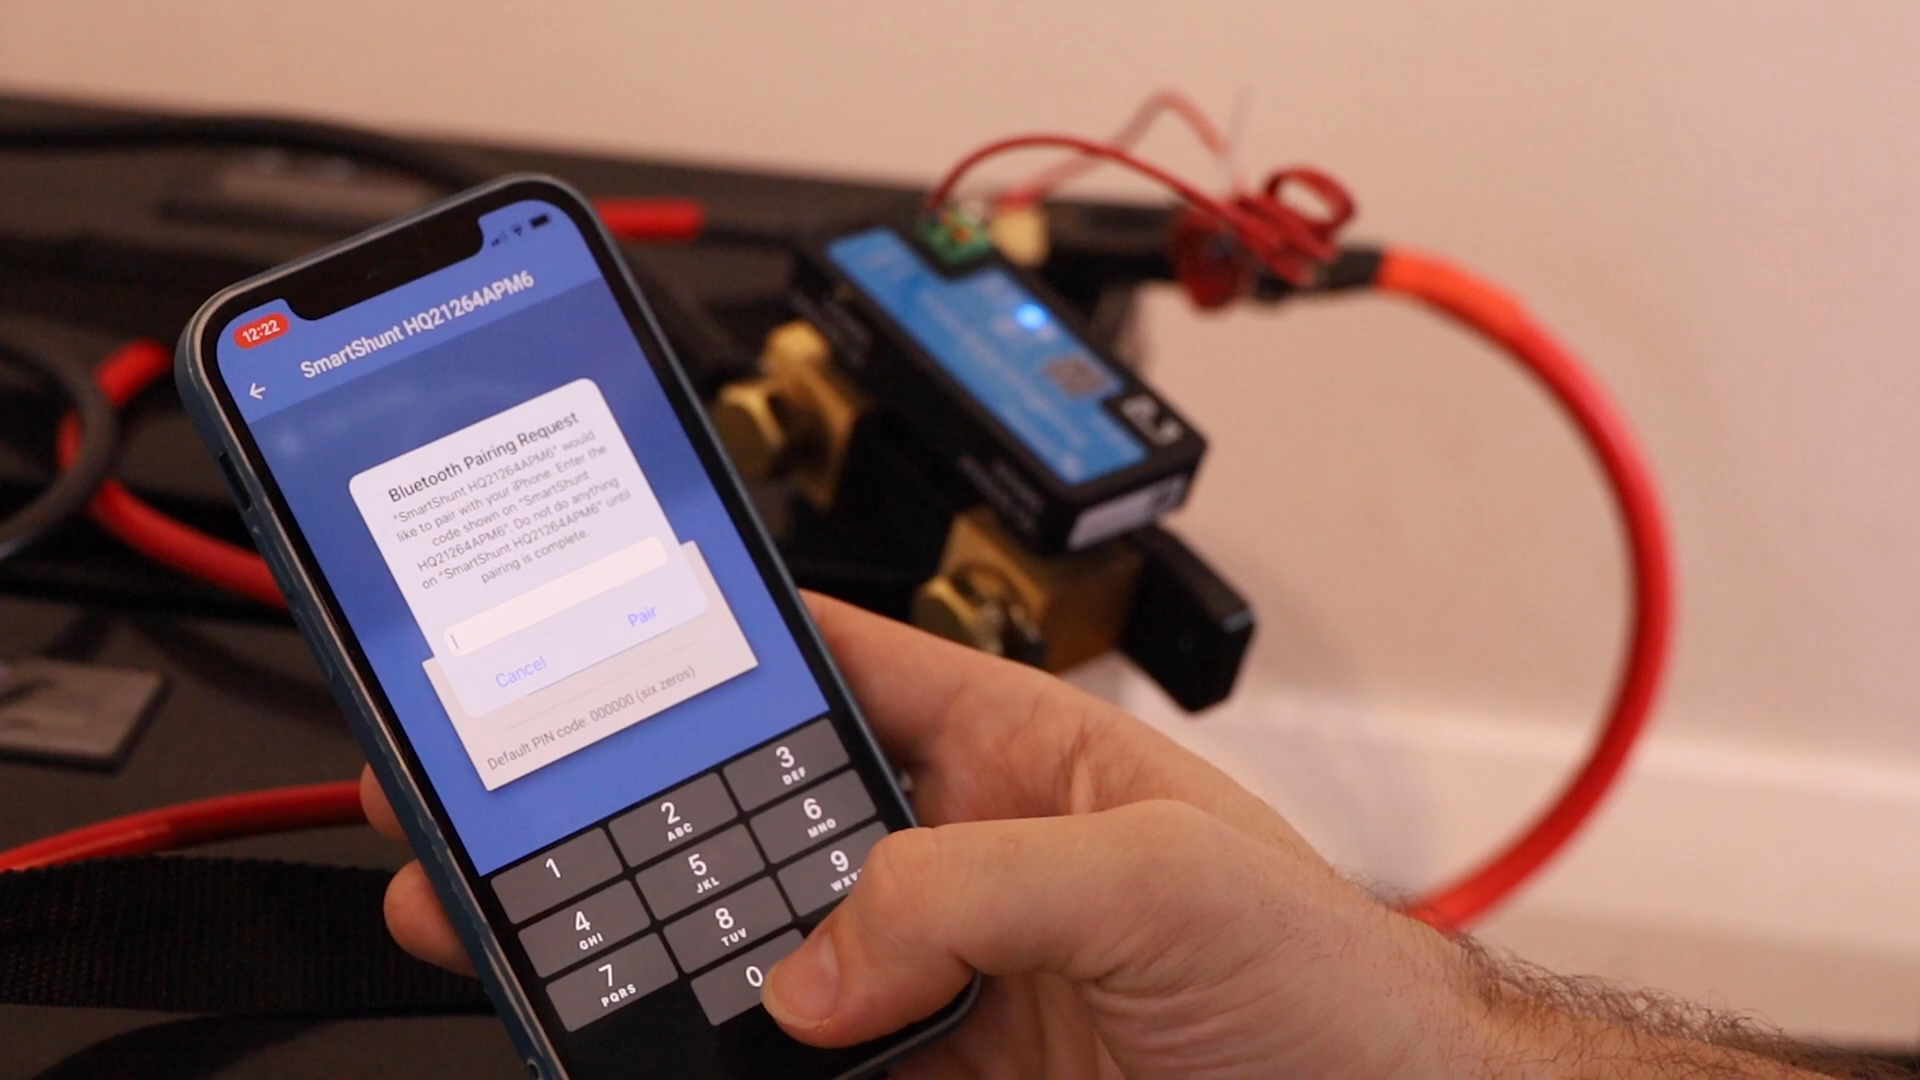 12:22
SmartShunt HQ21264APM6
Bluetooth Pairing Request
"SmartShunt HQ21264APM6" would
like to pair with your iPhone. Enter the
code shown on "SmartShunt
HQ21264APM6". Do not do anything
on "SmartShunt HQ21264APM6" until
pairing is complete.
Cancel
Pair
Default PIN code: 000000 (six zeros)
1
2
ABC
3
DEF
4
GHI
5
JKL
6
MNO
7
PQRS
8
TUV
9
0